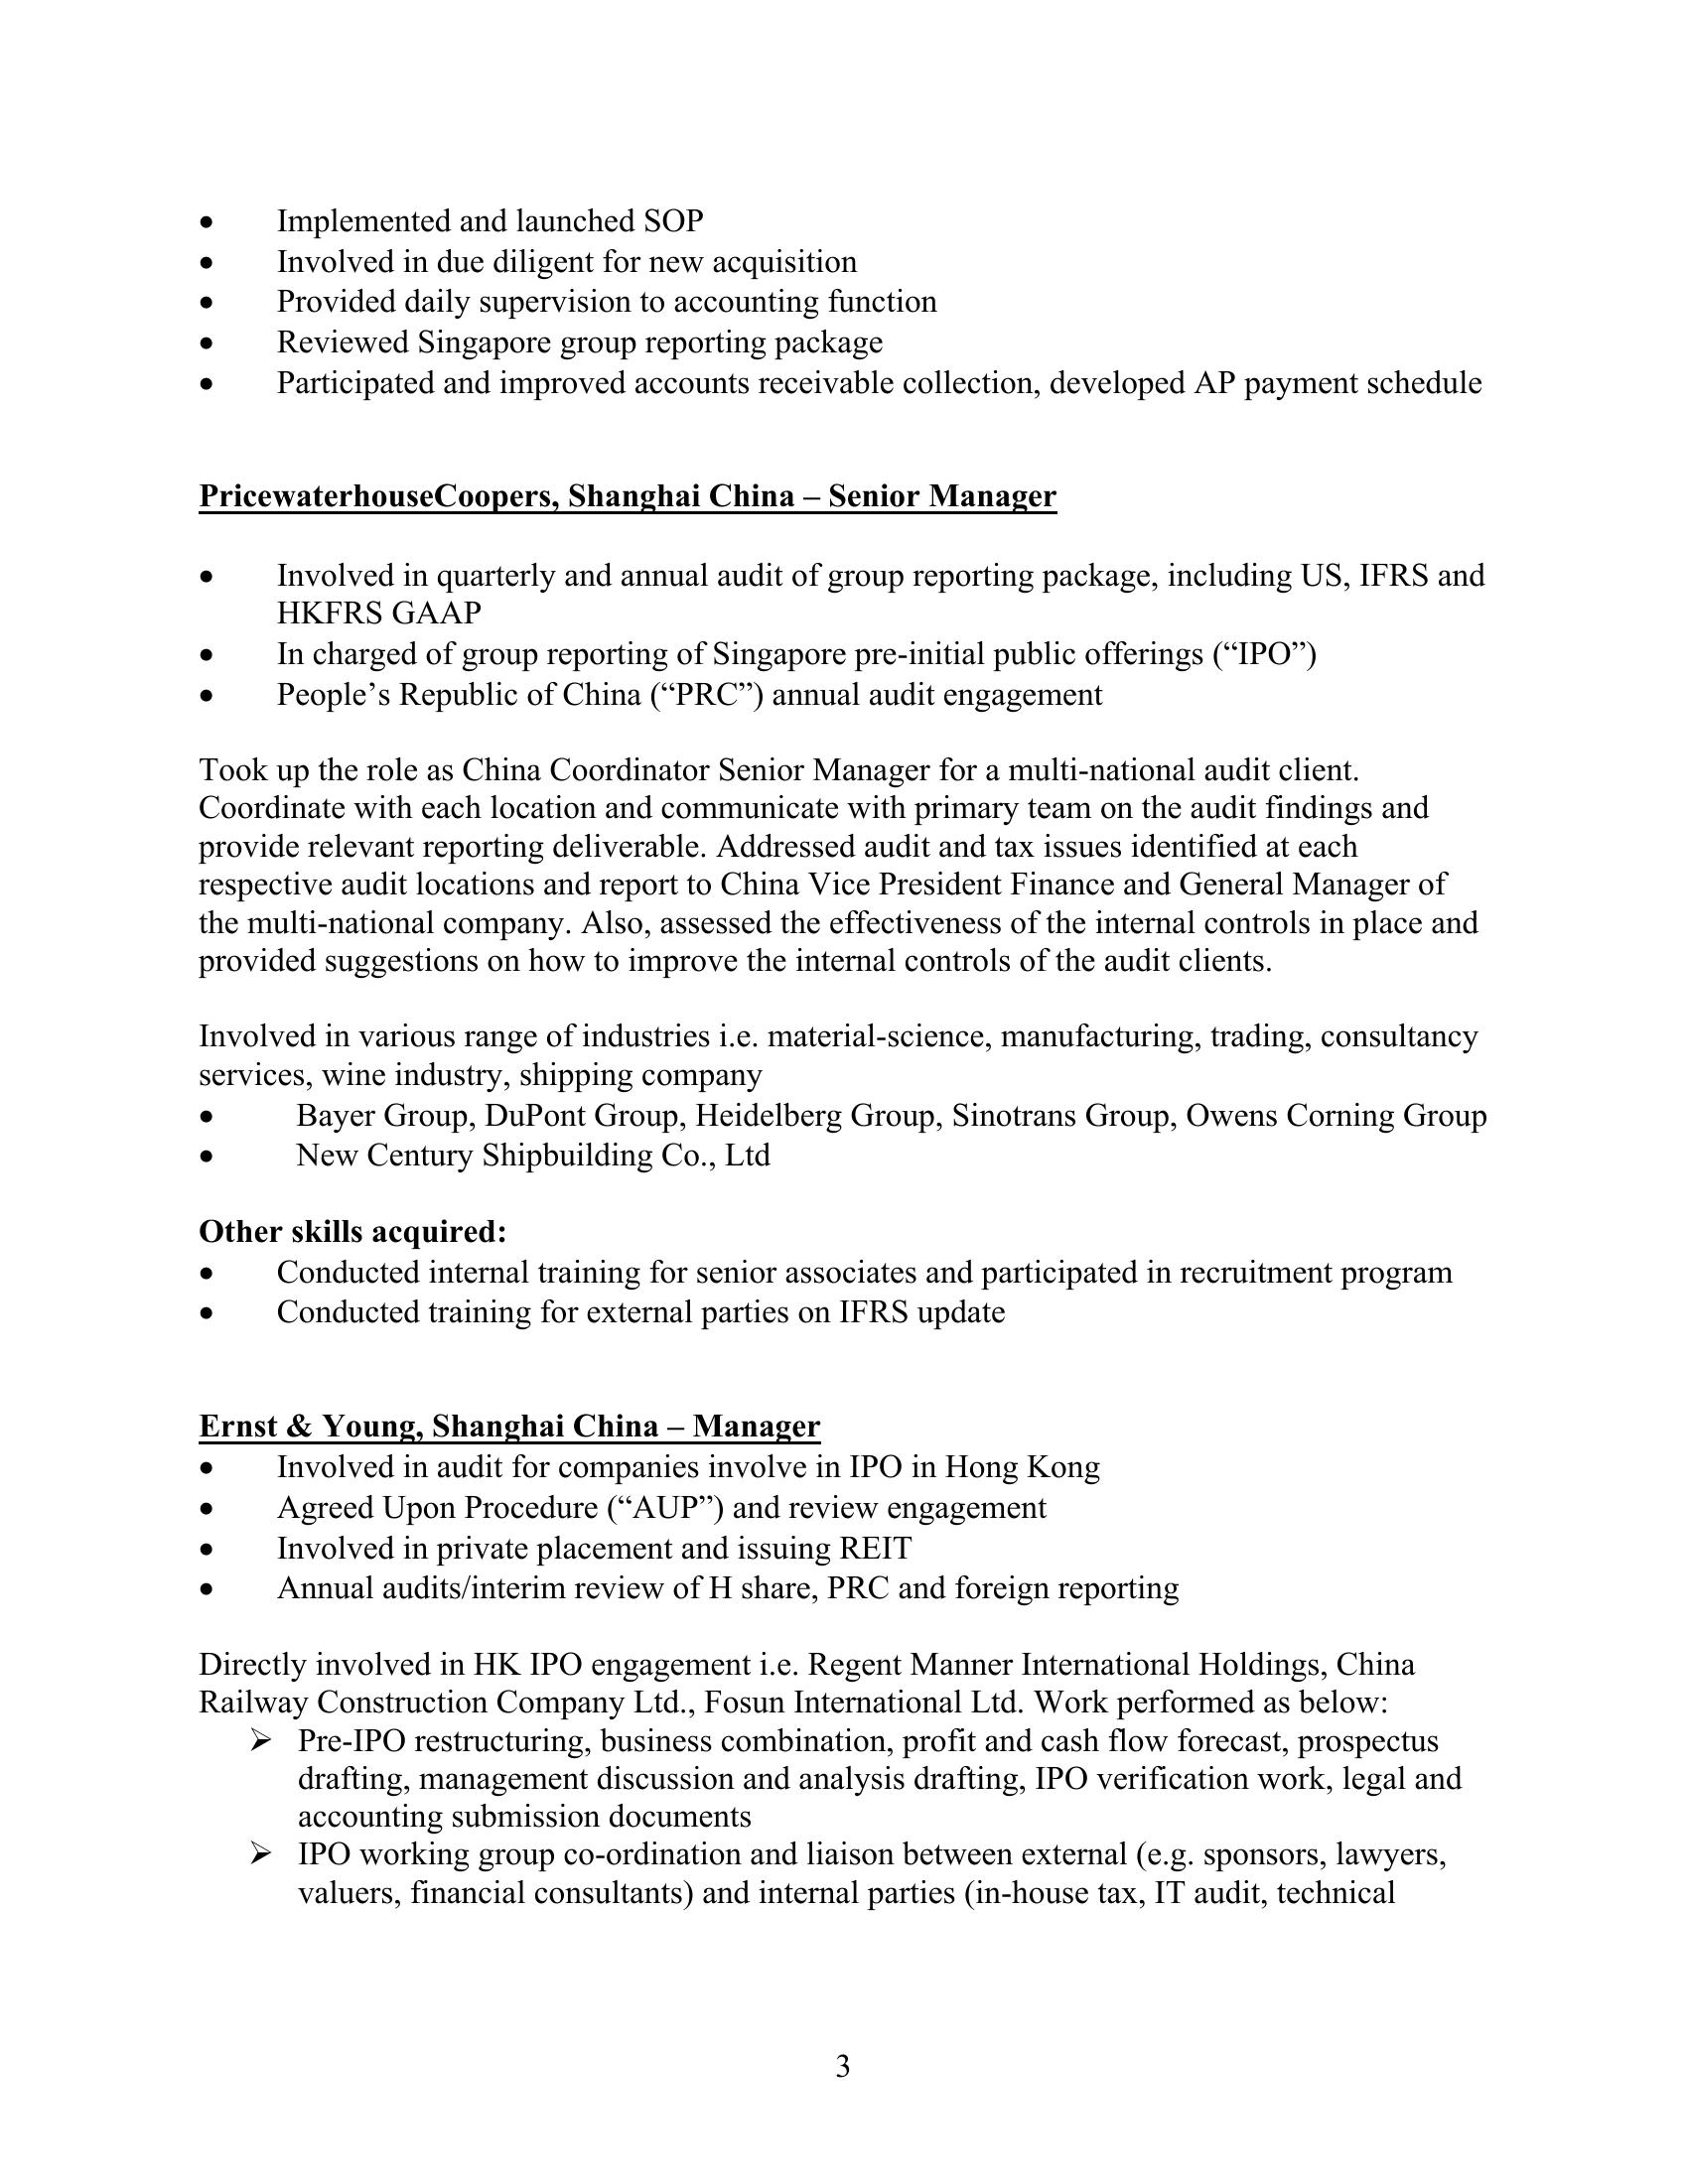 • Implemented and launched SOP
• Involved in due diligent for new acquisition
• Provided daily supervision to accounting function
• Reviewed Singapore group reporting package
• Participated and improved accounts receivable collection, developed AP payment schedule
PricewaterhouseCoopers, Shanghai China – Senior Manager
• Involved in quarterly and annual audit of group reporting package, including US, IFRS and
HKFRS GAAP
• In charged of group reporting of Singapore pre-initial public offerings (“IPO”)
• People’s Republic of China (“PRC”) annual audit engagement
Took up the role as China Coordinator Senior Manager for a multi-national audit client.
Coordinate with each location and communicate with primary team on the audit findings and
provide relevant reporting deliverable. Addressed audit and tax issues identified at each
respective audit locations and report to China Vice President Finance and General Manager of
the multi-national company. Also, assessed the effectiveness of the internal controls in place and
provided suggestions on how to improve the internal controls of the audit clients.
Involved in various range of industries i.e. material-science, manufacturing, trading, consultancy
services, wine industry, shipping company
• Bayer Group, DuPont Group, Heidelberg Group, Sinotrans Group, Owens Corning Group
• New Century Shipbuilding Co., Ltd
Other skills acquired:
• Conducted internal training for senior associates and participated in recruitment program
• Conducted training for external parties on IFRS update
Ernst & Young, Shanghai China – Manager
• Involved in audit for companies involve in IPO in Hong Kong
• Agreed Upon Procedure (“AUP”) and review engagement
• Involved in private placement and issuing REIT
• Annual audits/interim review of H share, PRC and foreign reporting
Directly involved in HK IPO engagement i.e. Regent Manner International Holdings, China
Railway Construction Company Ltd., Fosun International Ltd. Work performed as below:
➢ Pre-IPO restructuring, business combination, profit and cash flow forecast, prospectus
drafting, management discussion and analysis drafting, IPO verification work, legal and
accounting submission documents
➢ IPO working group co-ordination and liaison between external (e.g. sponsors, lawyers,
valuers, financial consultants) and internal parties (in-house tax, IT audit, technical
3